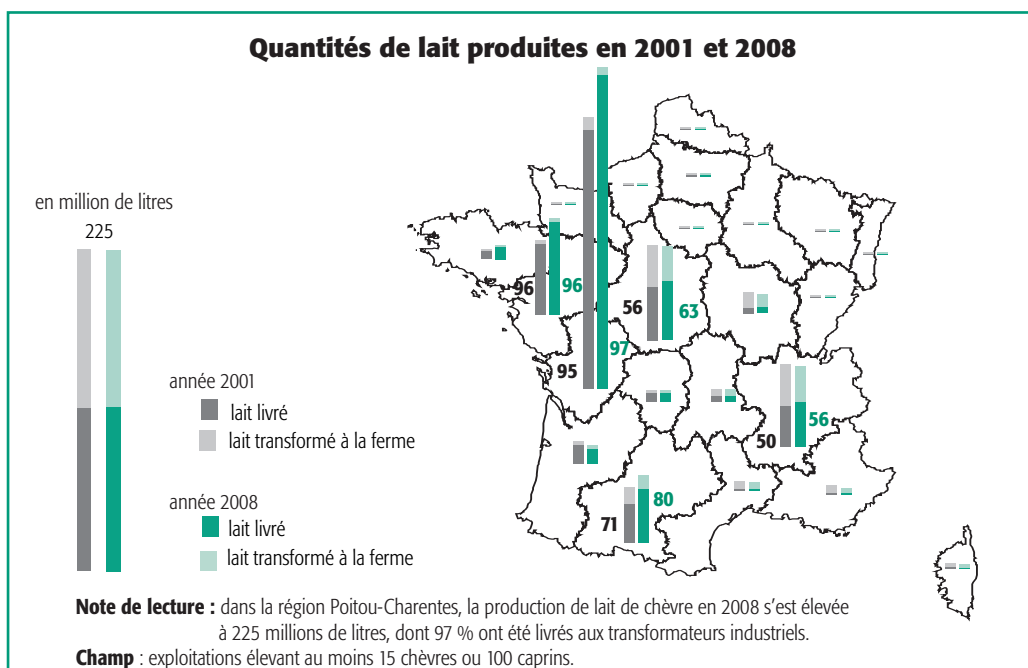 Quantités de lait produites en 2001 et 2008
en million de litres
225
96
96
56
63
95
97
50
56
71
80
année 2001
lait livré
lait transformé à la ferme
année 2008
lait livré
lait transformé à la ferme
Note de lecture : dans la région Poitou-Charentes, la production de lait de chèvre en 2008 s’est élevée
à 225 millions de litres, dont 97 % ont été livrés aux transformateurs industriels.
Champ : exploitations élevant au moins 15 chèvres ou 100 caprins.